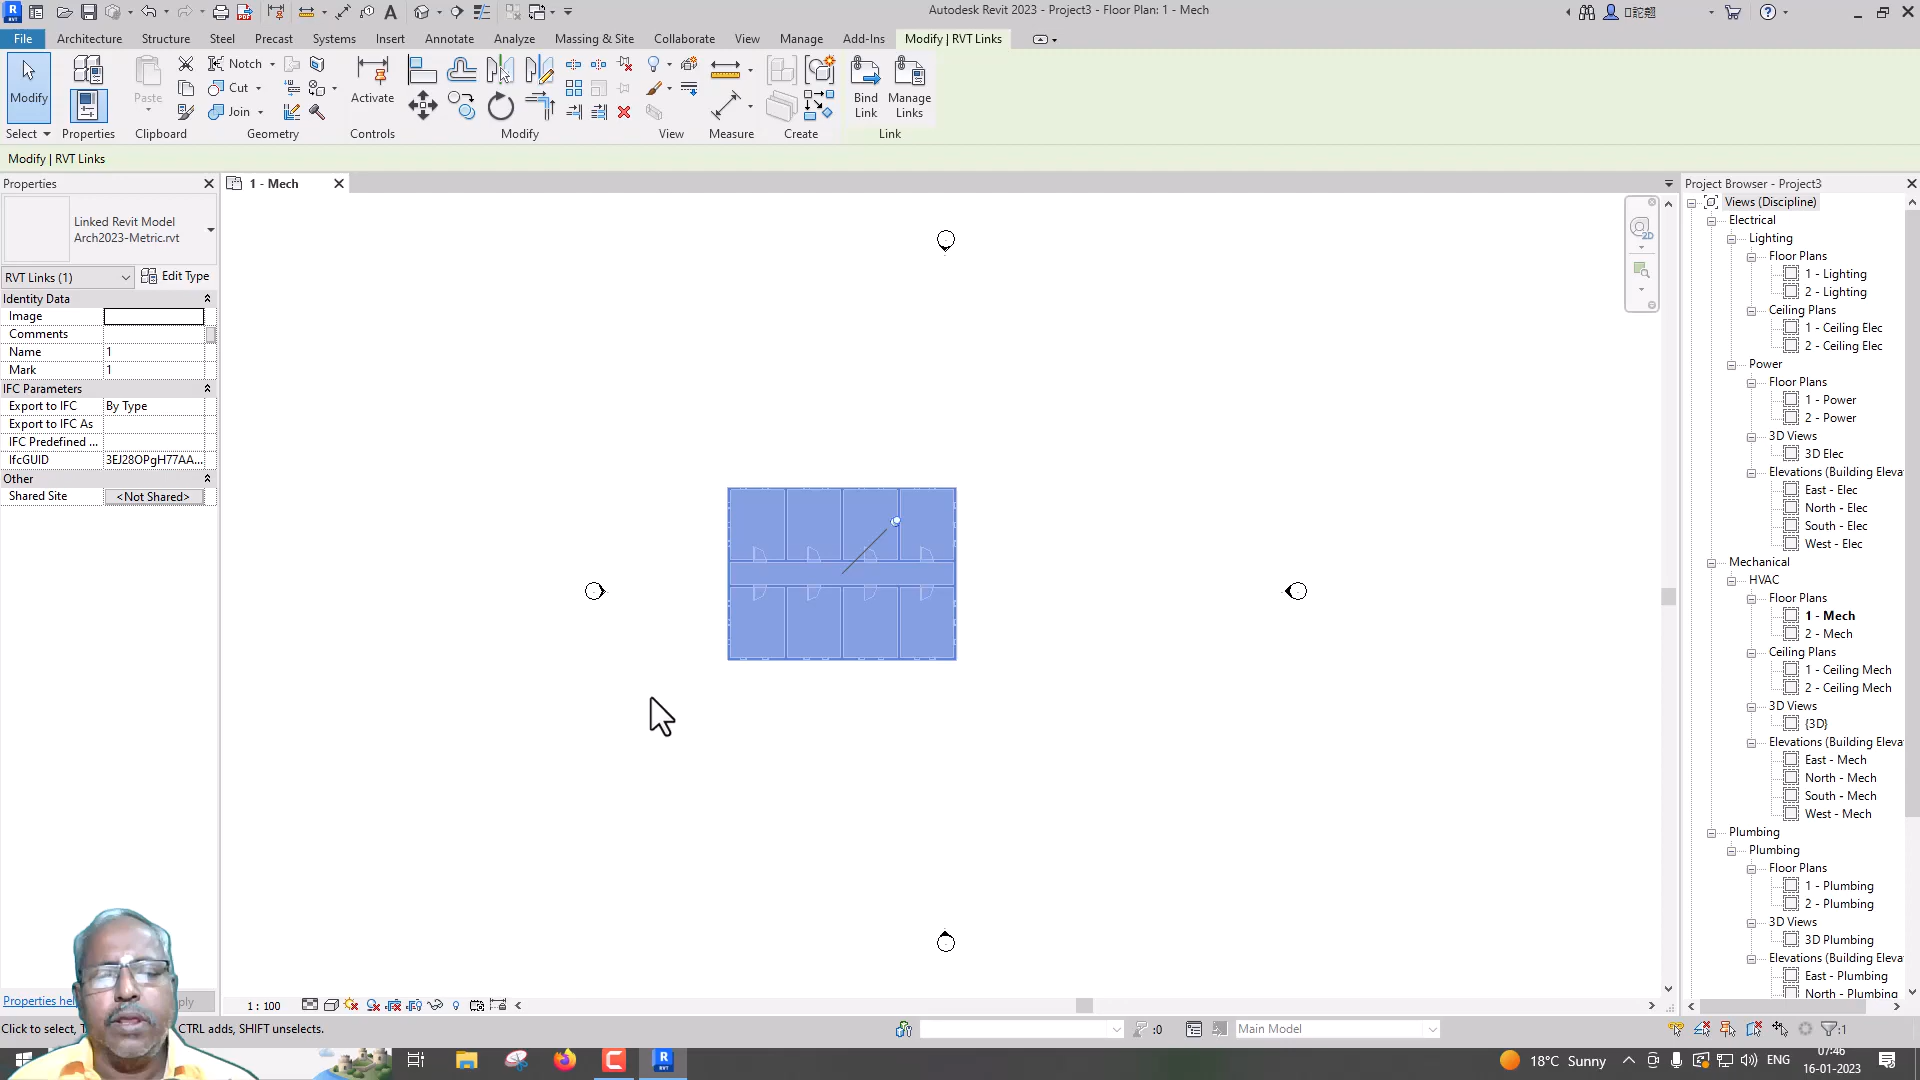 Autodesk Revit 2023 - Project3 - Floor Plan: 1 - Mech
File Architecture Structure Steel Precast Systems Insert Annotate Analyze Massing & Site Collaborate View Manage Add-Ins Modify | RVT Links
Modify
Paste
Notch
Cut
Join
Activate
Bind Link
Manage Links
Select Properties Clipboard Geometry Controls Modify View Measure Create Link
Modify | RVT Links
Properties
Linked Revit Model
Arch2023-Metric.rvt
RVT Links (1) Edit Type
Identity Data
Image
Comments
Name 1
Mark 1
IFC Parameters
Export to IFC By Type
Export to IFC As
IFC Predefined ...
IfcGUID 3EJ28OPgH77AA...
Other
Shared Site <Not Shared>
1 - Mech
2D
Project Browser - Project3
Views (Discipline)
Electrical
Lighting
Floor Plans
1 - Lighting
2 - Lighting
Ceiling Plans
1 - Ceiling Elec
2 - Ceiling Elec
Power
Floor Plans
1 - Power
2 - Power
3D Views
3D Elec
Elevations (Building Eleva
East - Elec
North - Elec
South - Elec
West - Elec
Mechanical
HVAC
Floor Plans
1 - Mech
2 - Mech
Ceiling Plans
1 - Ceiling Mech
2 - Ceiling Mech
3D Views
{3D}
Elevations (Building Eleva
East - Mech
North - Mech
South - Mech
West - Mech
Plumbing
Plumbing
Floor Plans
1 - Plumbing
2 - Plumbing
3D Views
3D Plumbing
Elevations (Building Eleva
East - Plumbing
North - Plumbing
Properties hel
1 : 100
Click to select, T CTRL adds, SHIFT unselects.
:0
Main Model
:1
18°C Sunny
ENG
07:46
16-01-2023